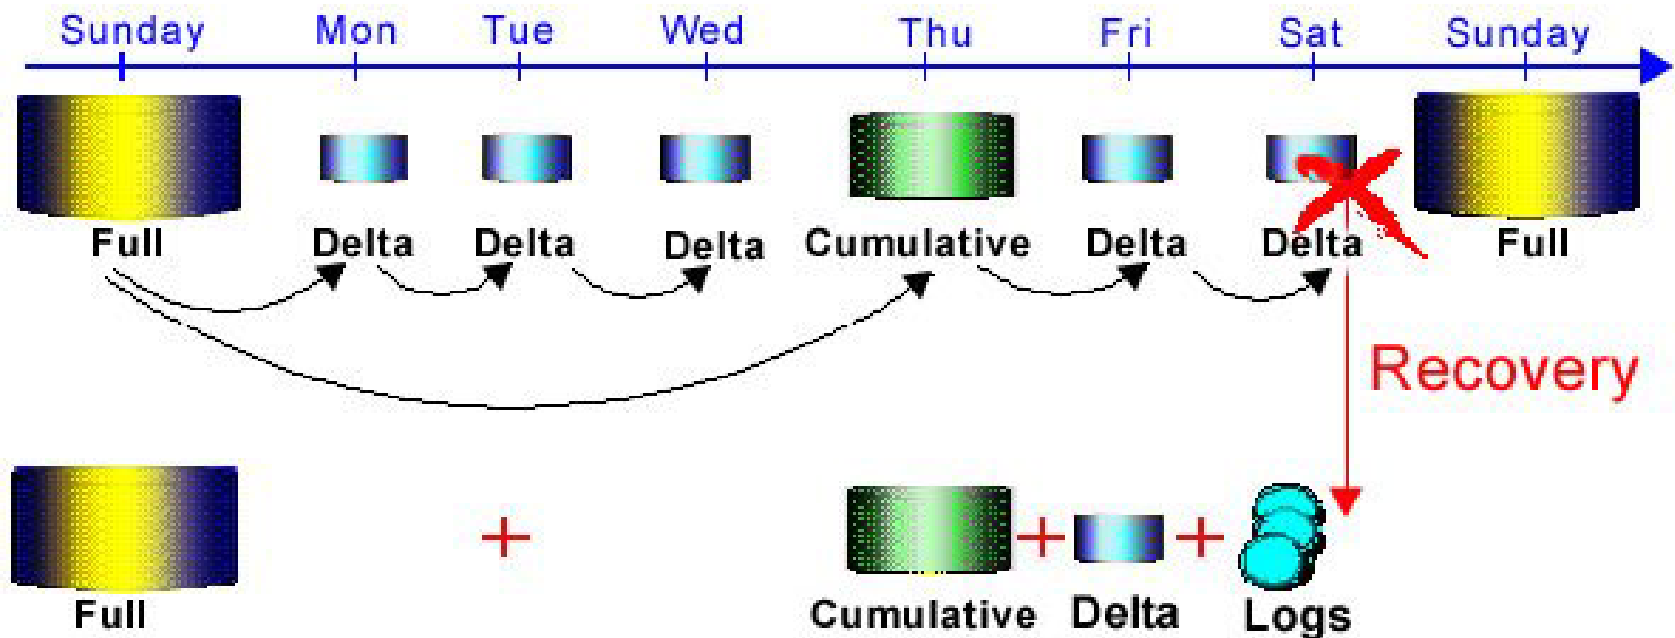 Sunday Mon Tue Wed Thu Fri Sat Sunday
Full Delta Delta Delta Cumulative Delta Delta Full
Recovery
+ + +
Full Cumulative Delta Logs